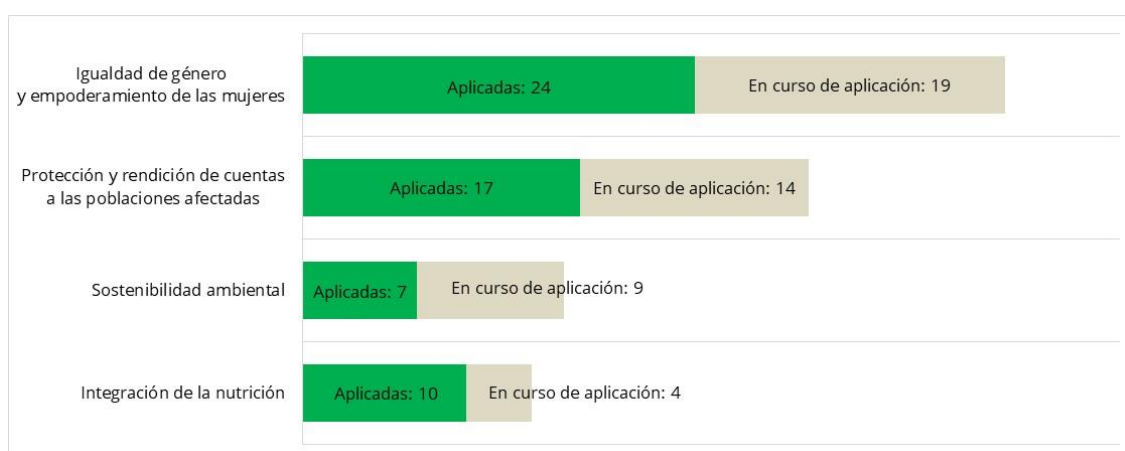 Igualdad de género
y empoderamiento de las mujeres
Aplicadas: 24
En curso de aplicación: 19
Protección y rendición de cuentas
a las poblaciones afectadas
Aplicadas: 17
En curso de aplicación: 14
Sostenibilidad ambiental
Aplicadas: 7
En curso de aplicación: 9
Integración de la nutrición
Aplicadas: 10
En curso de aplicación: 4